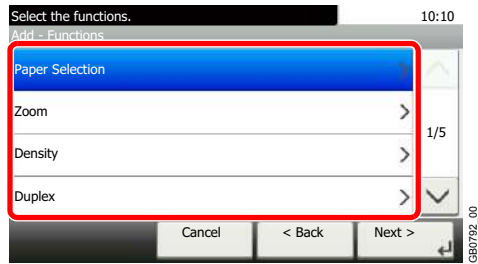 Select the functions.
10:10
Add - Functions
Paper Selection
Zoom
1/5
Density
Duplex
Cancel
< Back
Next >
GB0792_00